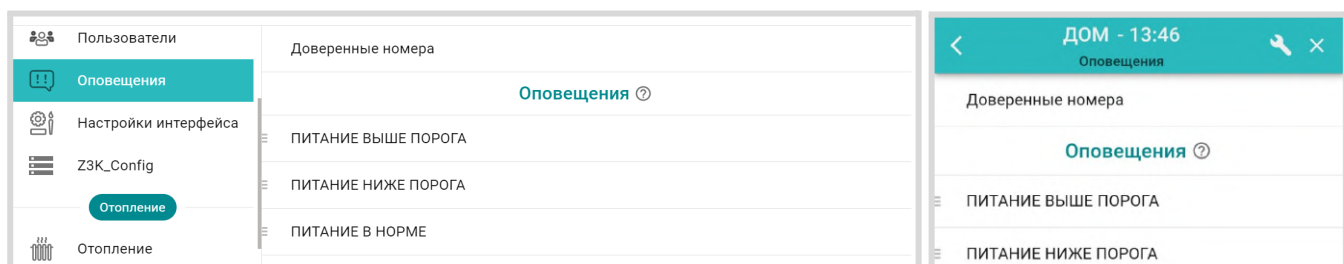 Пользователи
Оповещения
Настройки интерфейса
Z3K_Config
Отопление
Отопление
Доверенные номера
Оповещения ?
ПИТАНИЕ ВЫШЕ ПОРОГА
ПИТАНИЕ НИЖЕ ПОРОГА
ПИТАНИЕ В НОРМЕ
ДОМ - 13:46
Оповещения
Доверенные номера
Оповещения ?
ПИТАНИЕ ВЫШЕ ПОРОГА
ПИТАНИЕ НИЖЕ ПОРОГА